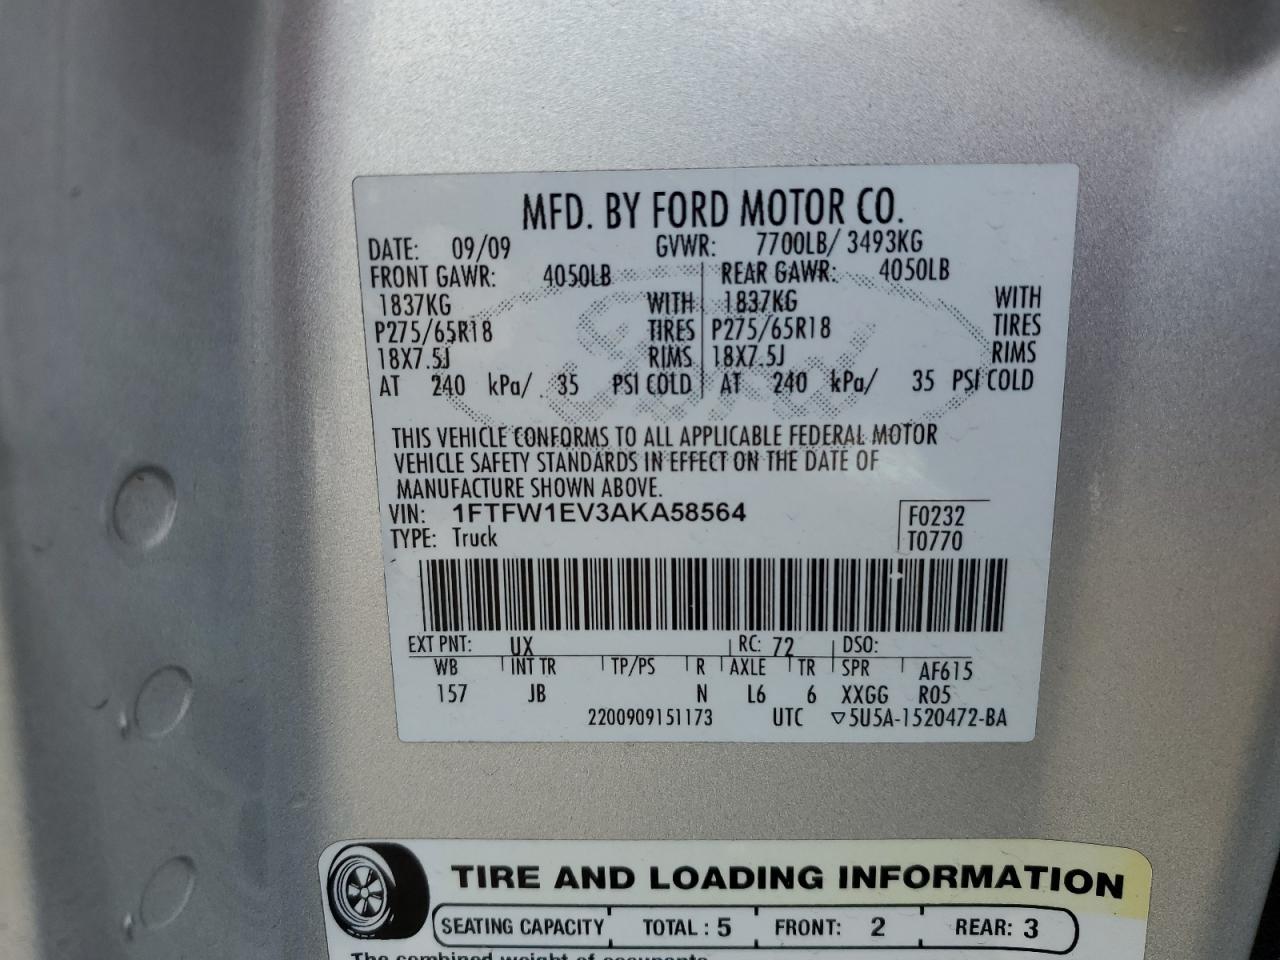 MFD. BY FORD MOTOR CO.
DATE: 09/09 GVWR: 7700LB/ 3493KG
FRONT GAWR: 4050LB REAR GAWR: 4050LB
1837KG WITH 1837KG WITH
P275/65R18 TIRES P275/65R18 TIRES
18X7.5J RIMS 18X7.5J RIMS
AT 240 kPa/ 35 PSI COLD AT 240 kPa/ 35 PSI COLD
THIS VEHICLE CONFORMS TO ALL APPLICABLE FEDERAL MOTOR
VEHICLE SAFETY STANDARDS IN EFFECT ON THE DATE OF
MANUFACTURE SHOWN ABOVE.
VIN: 1FTFW1EV3AKA58564 F0232
TYPE: Truck T0770
EXT PNT: UX RC: 72 DSO:
WB INT TR TP/PS R AXLE TR SPR AF615
157 JB N L6 6 XXGG R05
2200909151173 UTC ▽5U5A-1520472-BA
TIRE AND LOADING INFORMATION
SEATING CAPACITY TOTAL : 5 FRONT: 2 REAR: 3
The combined weight of occupants